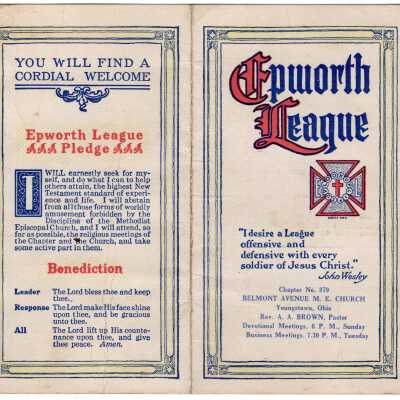 YOU WILL FIND A
CORDIAL WELCOME
Epworth League
Pledge
I WILL earnestly seek for my-
self, and do what I can to help
others attain, the highest New
Testament standard of experi-
ence and life. I will abstain
from all those forms of worldly
amusement forbidden by the
Discipline of the Methodist
Episcopal Church, and I will attend, so
far as possible, the religious meetings of
the Chapter and the Church, and take
some active part in them.
Benediction
Leader The Lord bless thee and keep
thee.
Response The Lord make His face shine
upon thee, and be gracious
unto thee.
All The Lord lift up His counte-
nance upon thee, and give
thee peace. Amen.
Epworth
League
"I desire a League
offensive and
defensive with every
soldier of Jesus Christ."
John Wesley
Chapter No. 879
BELMONT AVENUE M. E. CHURCH
Youngstown, Ohio
Rev. A. A. BROWN, Pastor
Devotional Meetings, 6 P. M., Sunday
Business Meetings, 7.30 P. M., Tuesday